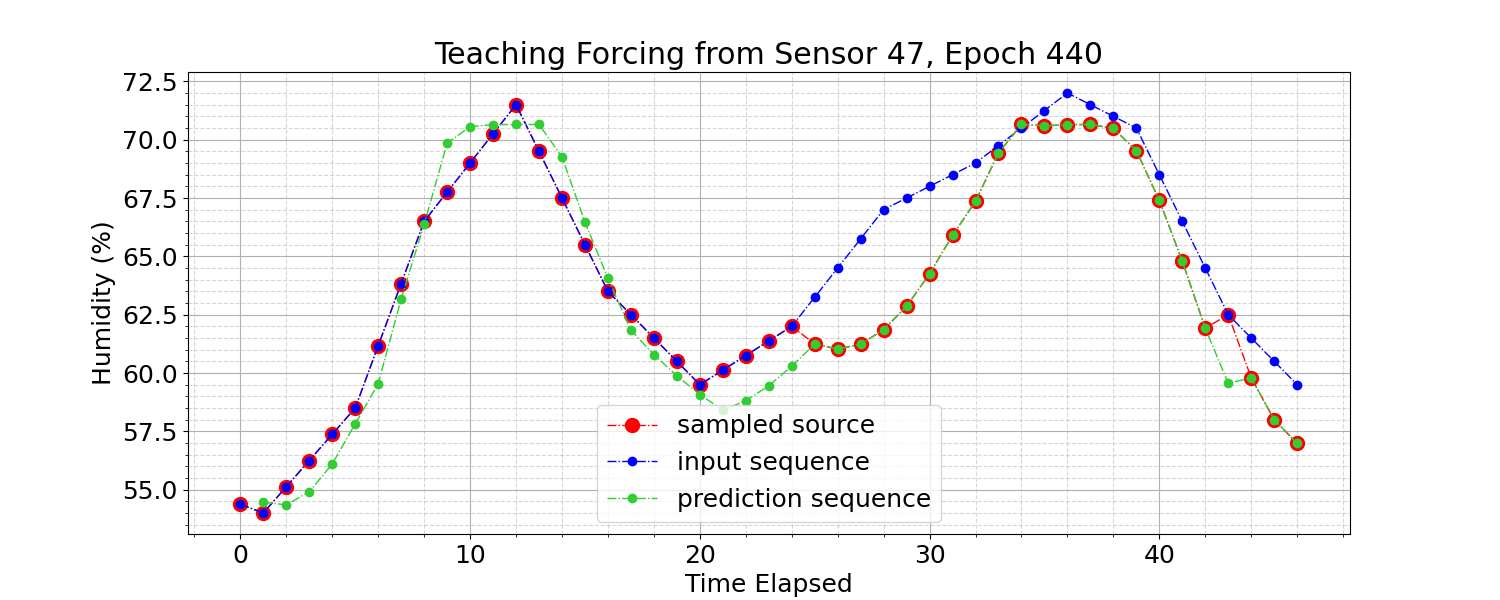 Teaching Forcing from Sensor 47, Epoch 440
Humidity (%)
72.5
70.0
67.5
65.0
62.5
60.0
57.5
55.0
sampled source
input sequence
prediction sequence
0 10 20 30 40
Time Elapsed